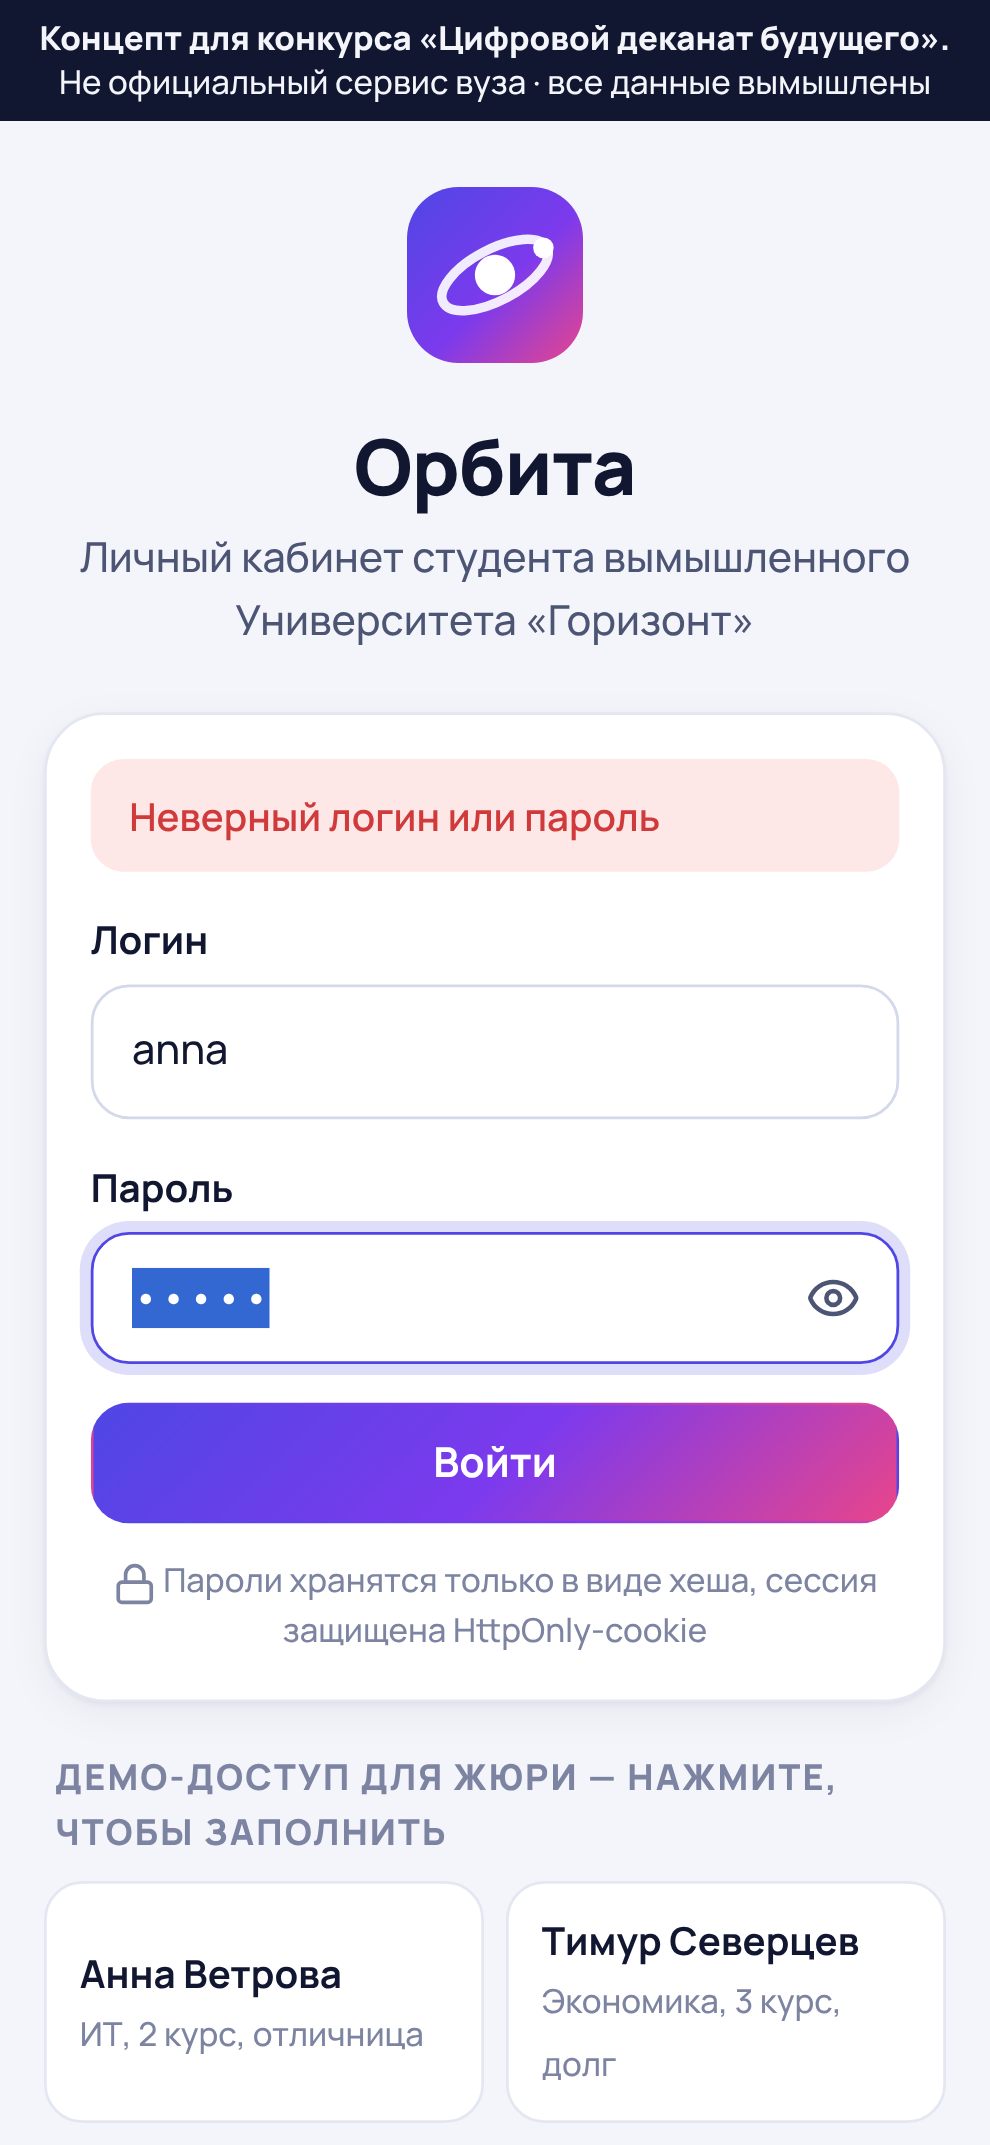 Концепт для конкурса «Цифровой деканат будущего».
Не официальный сервис вуза · все данные вымышлены
Орбита
Личный кабинет студента вымышленного
Университета «Горизонт»
Неверный логин или пароль
Логин
anna
Пароль
•••••
Войти
Пароли хранятся только в виде хеша, сессия
защищена HttpOnly-cookie
ДЕМО-ДОСТУП ДЛЯ ЖЮРИ — НАЖМИТЕ,
ЧТОБЫ ЗАПОЛНИТЬ
Анна Ветрова
ИТ, 2 курс, отличница
Тимур Северцев
Экономика, 3 курс,
долг